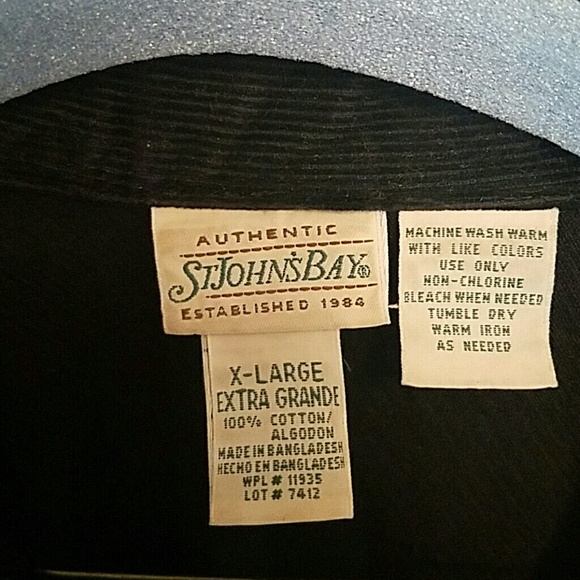 AUTHENTIC
ST. JOHN'S BAY®
ESTABLISHED 1984
X-LARGE
EXTRA GRANDE
100% COTTON/
ALGODON
MADE IN BANGLADESH
HECHO EN BANGLADESH
WPL # 11935
LOT # 7412
MACHINE WASH WARM
WITH LIKE COLORS
USE ONLY
NON-CHLORINE
BLEACH WHEN NEEDED
TUMBLE DRY
WARM IRON
AS NEEDED